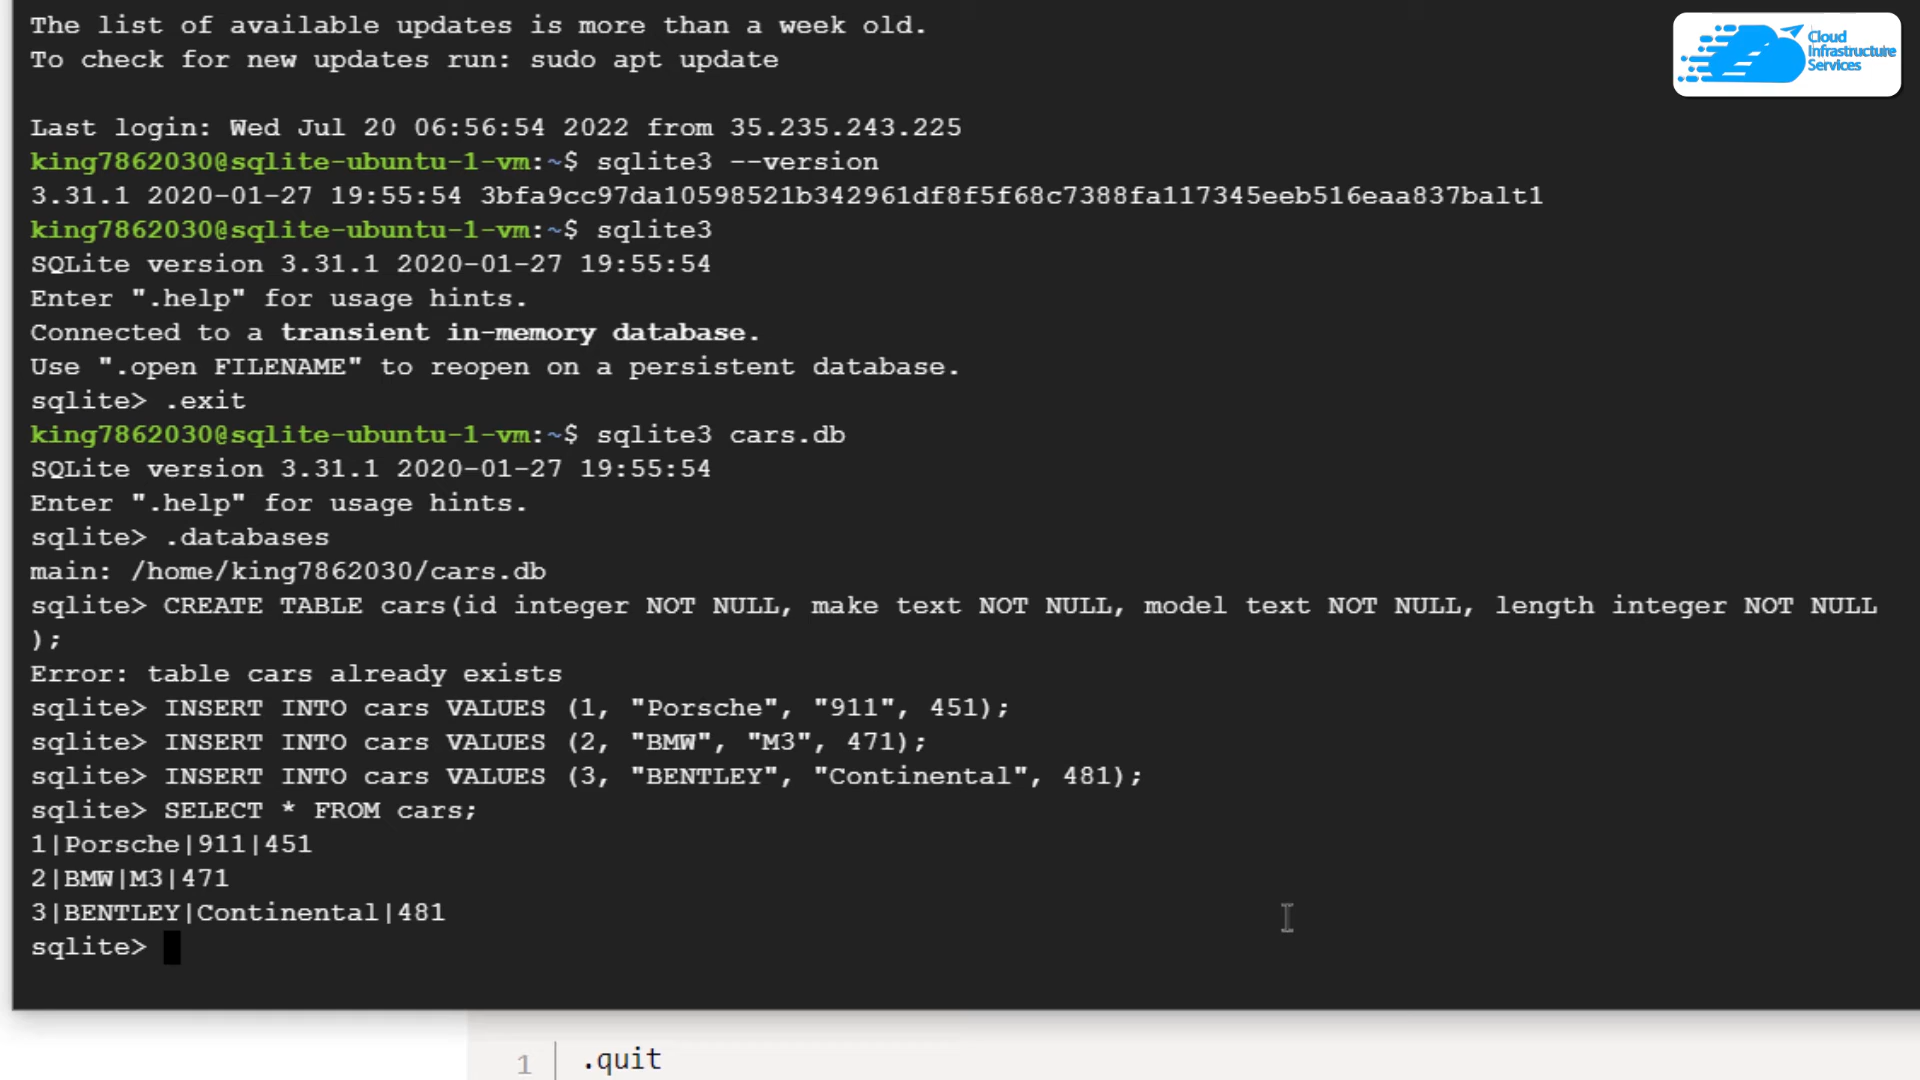 The list of available updates is more than a week old.
To check for new updates run: sudo apt update
Cloud
Infrastructure
Services
Last login: Wed Jul 20 06:56:54 2022 from 35.235.243.225
king7862030@sqlite-ubuntu-1-vm:~$ sqlite3 --version
3.31.1 2020-01-27 19:55:54 3bfa9cc97da10598521b342961df8f5f68c7388fa117345eeb516eaa837balt1
king7862030@sqlite-ubuntu-1-vm:~$ sqlite3
SQLite version 3.31.1 2020-01-27 19:55:54
Enter ".help" for usage hints.
Connected to a transient in-memory database.
Use ".open FILENAME" to reopen on a persistent database.
sqlite> .exit
king7862030@sqlite-ubuntu-1-vm:~$ sqlite3 cars.db
SQLite version 3.31.1 2020-01-27 19:55:54
Enter ".help" for usage hints.
sqlite> .databases
main: /home/king7862030/cars.db
sqlite> CREATE TABLE cars(id integer NOT NULL, make text NOT NULL, model text NOT NULL, length integer NOT NULL
);
Error: table cars already exists
sqlite> INSERT INTO cars VALUES (1, "Porsche", "911", 451);
sqlite> INSERT INTO cars VALUES (2, "BMW", "M3", 471);
sqlite> INSERT INTO cars VALUES (3, "BENTLEY", "Continental", 481);
sqlite> SELECT * FROM cars;
1|Porsche|911|451
2|BMW|M3|471
3|BENTLEY|Continental|481
sqlite>
1 .quit